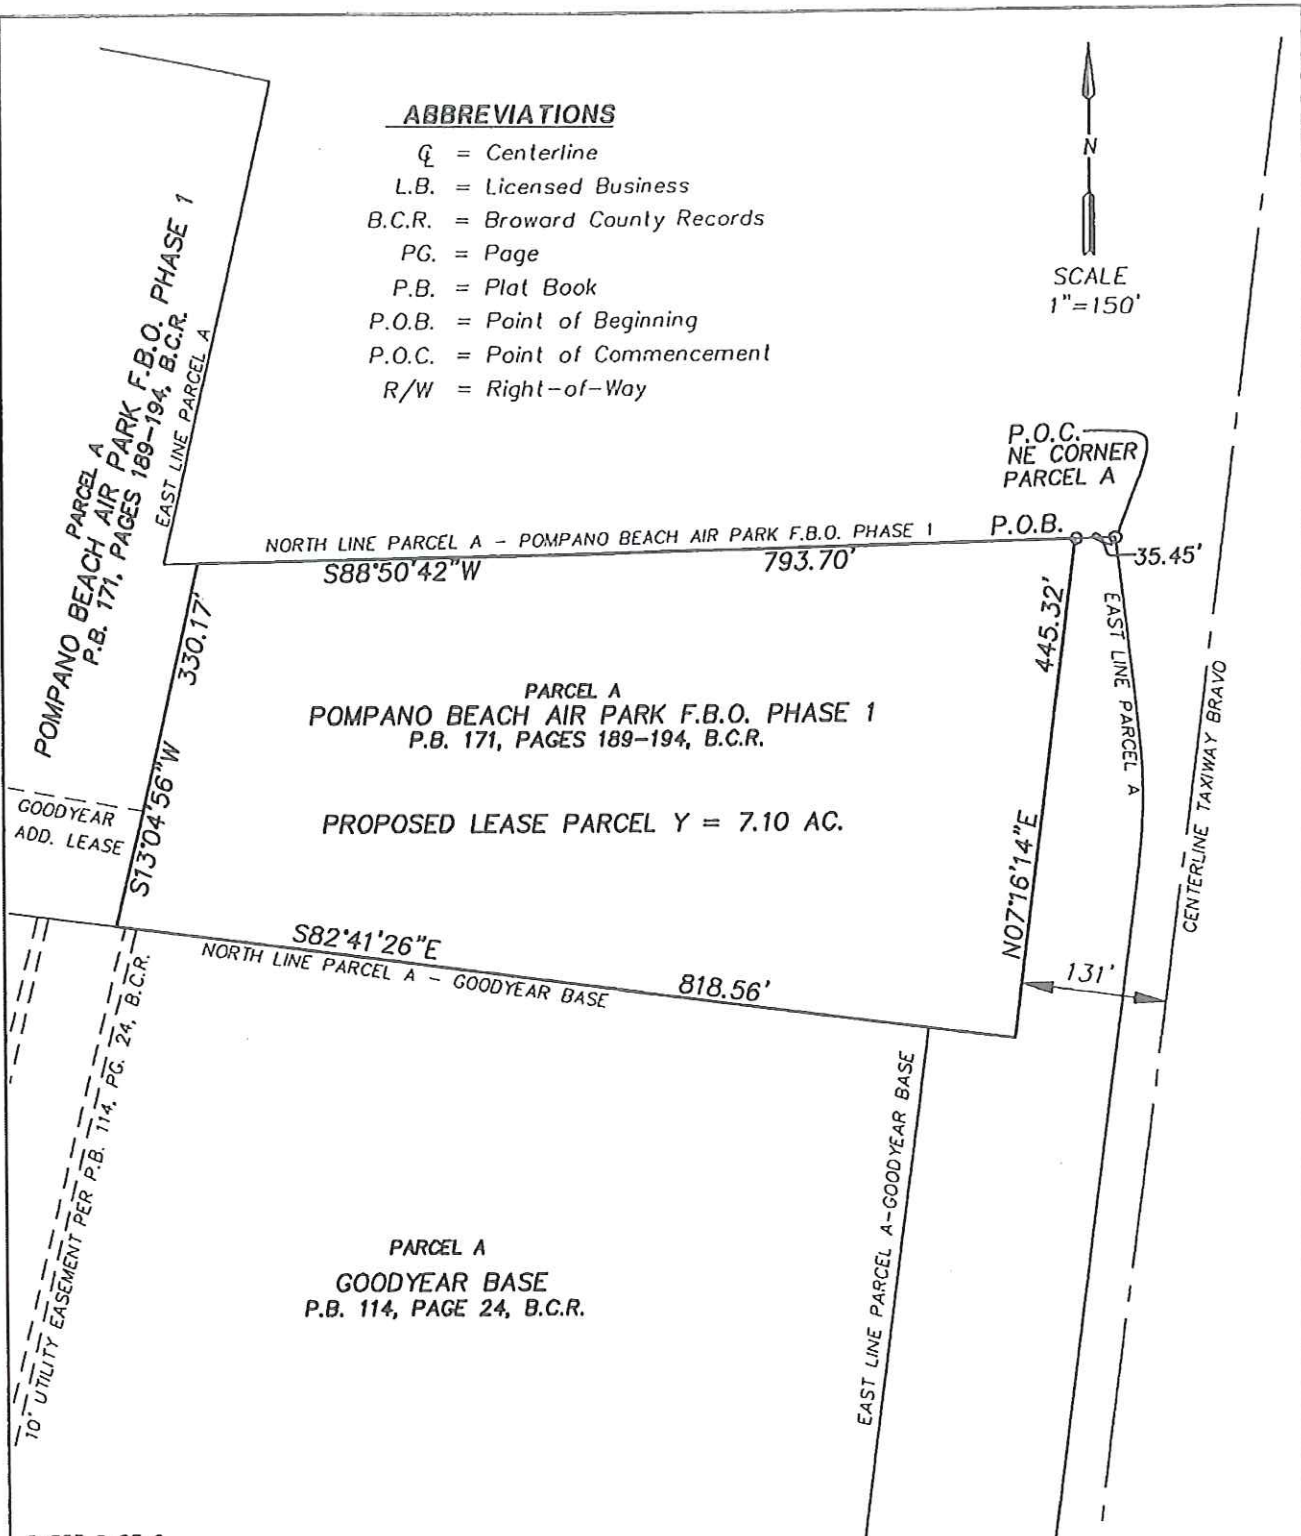 ABBREVIATIONS
℄ = Centerline
L.B. = Licensed Business
B.C.R. = Broward County Records
PG. = Page
P.B. = Plat Book
P.O.B. = Point of Beginning
P.O.C. = Point of Commencement
R/W = Right-of-Way
N
SCALE
1"=150'
PARCEL A
POMPANO BEACH AIR PARK F.B.O. PHASE 1
P.B. 171, PAGES 189-194, B.C.R.
EAST LINE PARCEL A
P.O.C.
NE CORNER
PARCEL A
P.O.B.
NORTH LINE PARCEL A - POMPANO BEACH AIR PARK F.B.O. PHASE 1
S88°50'42"W
793.70'
35.45'
330.17'
S13°04'56"W
445.32'
N07°16'14"E
EAST LINE PARCEL A
CENTERLINE TAXIWAY BRAVO
PARCEL A
POMPANO BEACH AIR PARK F.B.O. PHASE 1
P.B. 171, PAGES 189-194, B.C.R.
PROPOSED LEASE PARCEL Y = 7.10 AC.
GOODYEAR
ADD. LEASE
S82°41'26"E
818.56'
NORTH LINE PARCEL A - GOODYEAR BASE
131'
10' UTILITY EASEMENT PER P.B. 114, PG. 24, B.C.R.
EAST LINE PARCEL A-GOODYEAR BASE
PARCEL A
GOODYEAR BASE
P.B. 114, PAGE 24, B.C.R.